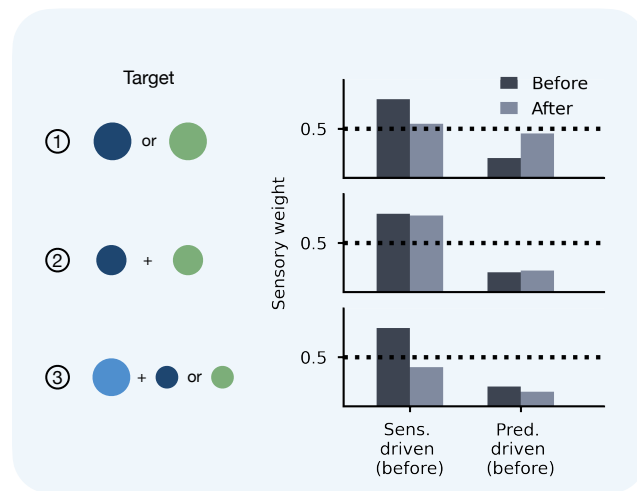 Target
Before
After
① or
0.5
Sensory weight
② +
0.5
③ + or
0.5
Sens. driven (before)
Pred. driven (before)